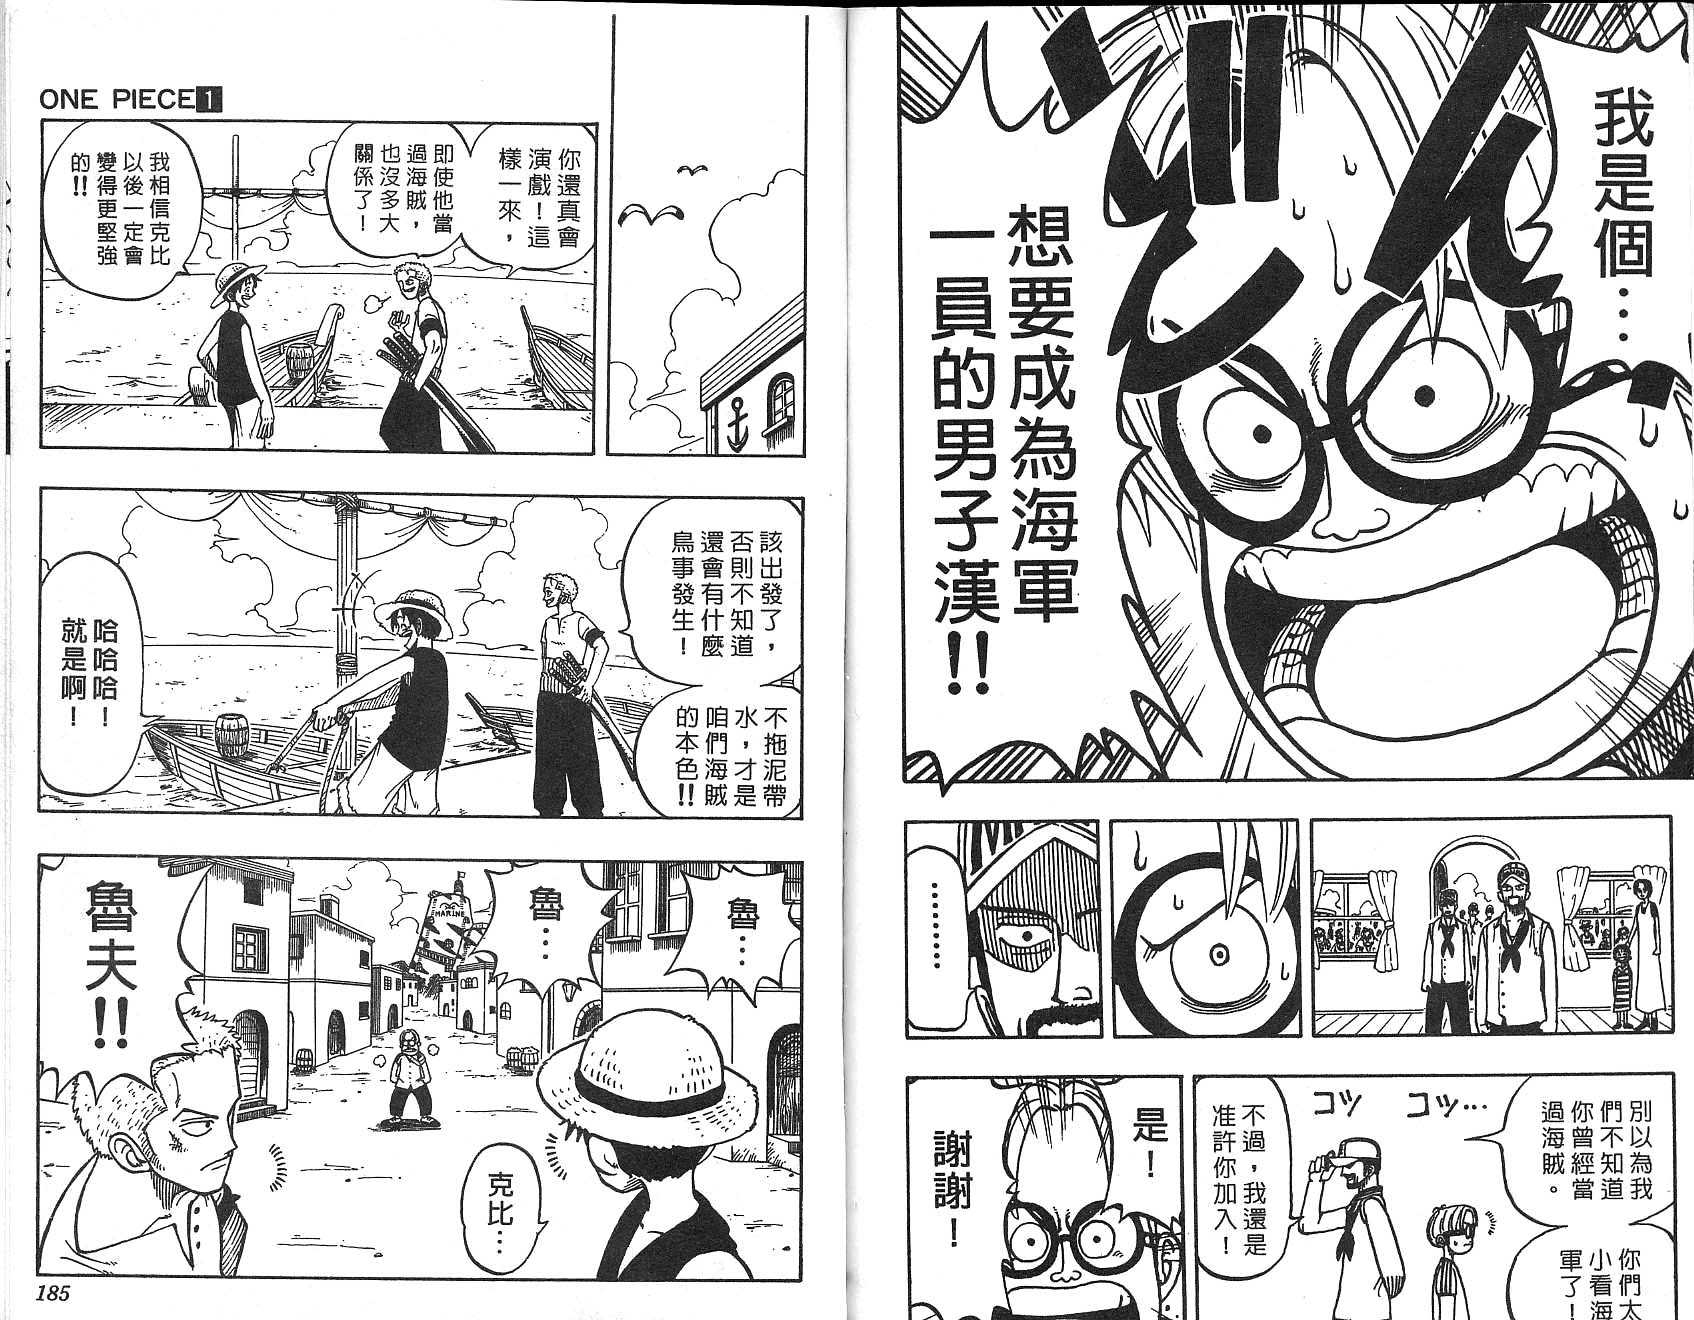 我是個…
想要成為海軍
一員的男子漢!!
………
別以為我
們不知道
你曾經當
過海賊。
你們太
小看海
軍了!
コツ…
コツ
不過，我還是
准許你加入!
是!
謝謝!
ONE PIECE 1
你還真會
演戲!這
樣一來，
即使他當
過海賊，
也沒多大
關係了!
我相信克比
以後一定會
變得更堅強
的!!
該出發了，
否則不知道
還會有什麼
鳥事發生!
不拖泥帶
水，才是
咱們海賊
的本色!!
哈哈哈!
就是啊!
魯…
魯…
魯夫!!
MARINE
克比…
185